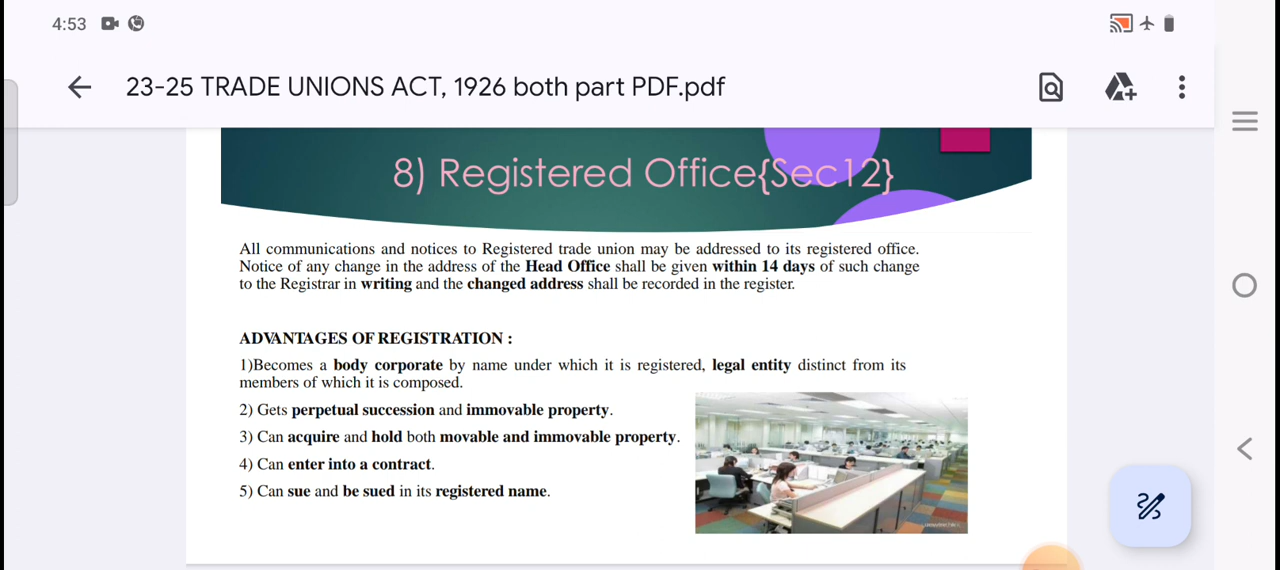 4:53
23-25 TRADE UNIONS ACT, 1926 both part PDF.pdf
8) Registered Office{Sec12}
All communications and notices to Registered trade union may be addressed to its registered office.
Notice of any change in the address of the Head Office shall be given within 14 days of such change
to the Registrar in writing and the changed address shall be recorded in the register.
ADVANTAGES OF REGISTRATION :
1)Becomes a body corporate by name under which it is registered, legal entity distinct from its
members of which it is composed.
2) Gets perpetual succession and immovable property.
3) Can acquire and hold both movable and immovable property.
4) Can enter into a contract.
5) Can sue and be sued in its registered name.